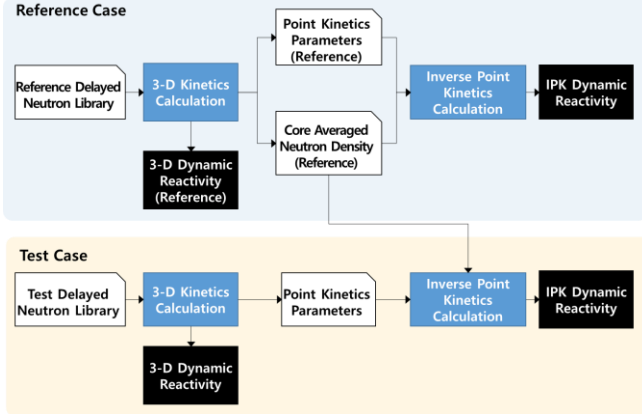 Reference Case
Reference Delayed
Neutron Library
3-D Kinetics
Calculation
3-D Dynamic
Reactivity
(Reference)
Point Kinetics
Parameters
(Reference)
Core Averaged
Neutron Density
(Reference)
Inverse Point
Kinetics
Calculation
IPK Dynamic
Reactivity
Test Case
Test Delayed
Neutron Library
3-D Kinetics
Calculation
3-D Dynamic
Reactivity
Point Kinetics
Parameters
Inverse Point
Kinetics
Calculation
IPK Dynamic
Reactivity